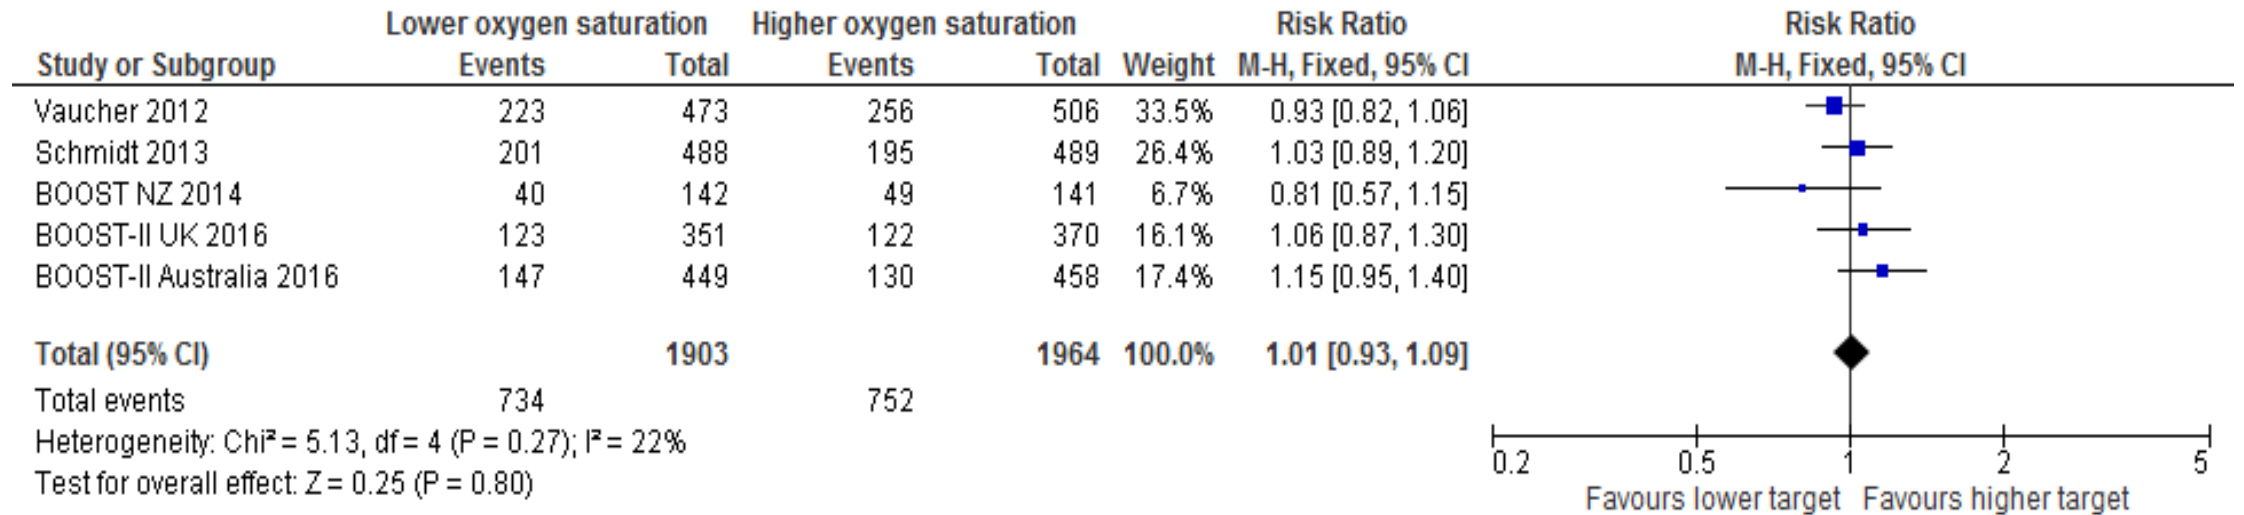 Lower oxygen saturation Higher oxygen saturation Risk Ratio Risk Ratio
Study or Subgroup Events Total Events Total Weight M-H, Fixed, 95% CI M-H, Fixed, 95% CI
Vaucher 2012 223 473 256 506 33.5% 0.93 [0.82, 1.06]
Schmidt 2013 201 488 195 489 26.4% 1.03 [0.89, 1.20]
BOOST NZ 2014 40 142 49 141 6.7% 0.81 [0.57, 1.15]
BOOST-II UK 2016 123 351 122 370 16.1% 1.06 [0.87, 1.30]
BOOST-II Australia 2016 147 449 130 458 17.4% 1.15 [0.95, 1.40]
Total (95% CI) 1903 1964 100.0% 1.01 [0.93, 1.09]
Total events 734 752
Heterogeneity: Chi² = 5.13, df = 4 (P = 0.27); I² = 22%
Test for overall effect: Z = 0.25 (P = 0.80)
0.2 0.5 1 2 5
Favours lower target Favours higher target